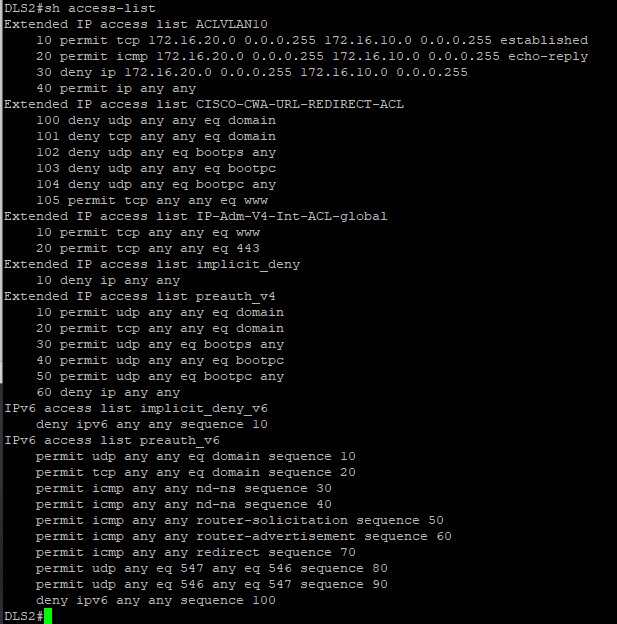 DLS2#sh access-list
Extended IP access list ACLVLAN10
    10 permit tcp 172.16.20.0 0.0.0.255 172.16.10.0 0.0.0.255 established
    20 permit icmp 172.16.20.0 0.0.0.255 172.16.10.0 0.0.0.255 echo-reply
    30 deny ip 172.16.20.0 0.0.0.255 172.16.10.0 0.0.0.255
    40 permit ip any any
Extended IP access list CISCO-CWA-URL-REDIRECT-ACL
    100 deny udp any any eq domain
    101 deny tcp any any eq domain
    102 deny udp any eq bootps any
    103 deny udp any any eq bootpc
    104 deny udp any eq bootpc any
    105 permit tcp any any eq www
Extended IP access list IP-Adm-V4-Int-ACL-global
    10 permit tcp any any eq www
    20 permit tcp any any eq 443
Extended IP access list implicit_deny
    10 deny ip any any
Extended IP access list preauth_v4
    10 permit udp any any eq domain
    20 permit tcp any any eq domain
    30 permit udp any eq bootps any
    40 permit udp any any eq bootpc
    50 permit udp any eq bootpc any
    60 deny ip any any
IPv6 access list implicit_deny_v6
    deny ipv6 any any sequence 10
IPv6 access list preauth_v6
    permit udp any any eq domain sequence 10
    permit tcp any any eq domain sequence 20
    permit icmp any any nd-ns sequence 30
    permit icmp any any nd-na sequence 40
    permit icmp any any router-solicitation sequence 50
    permit icmp any any router-advertisement sequence 60
    permit icmp any any redirect sequence 70
    permit udp any eq 547 any eq 546 sequence 80
    permit udp any eq 546 any eq 547 sequence 90
    deny ipv6 any any sequence 100
DLS2#